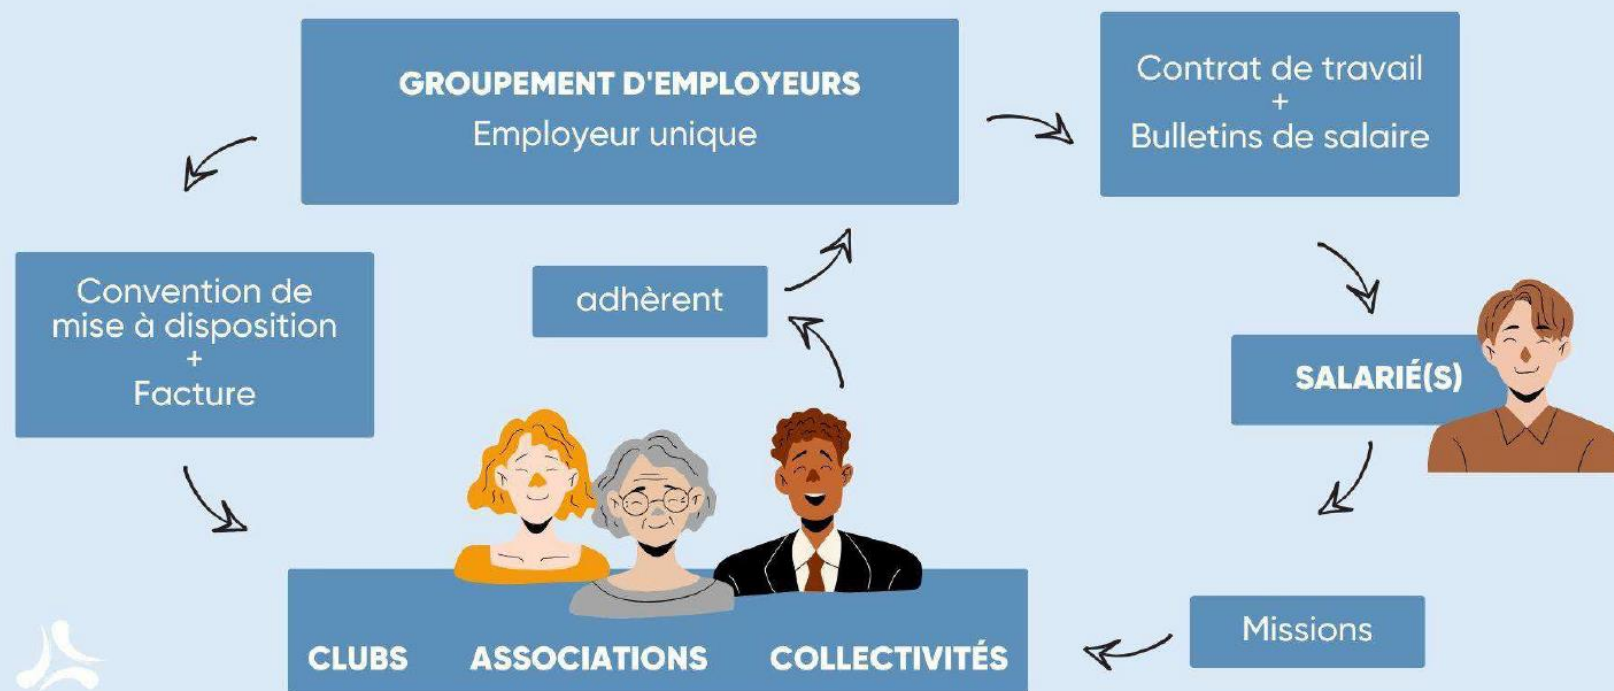 GROUPEMENT D'EMPLOYEURS
Employeur unique
Contrat de travail
+
Bulletins de salaire
Convention de
mise à disposition
+
Facture
adhèrent
SALARIÉ(S)
Missions
CLUBS ASSOCIATIONS COLLECTIVITÉS